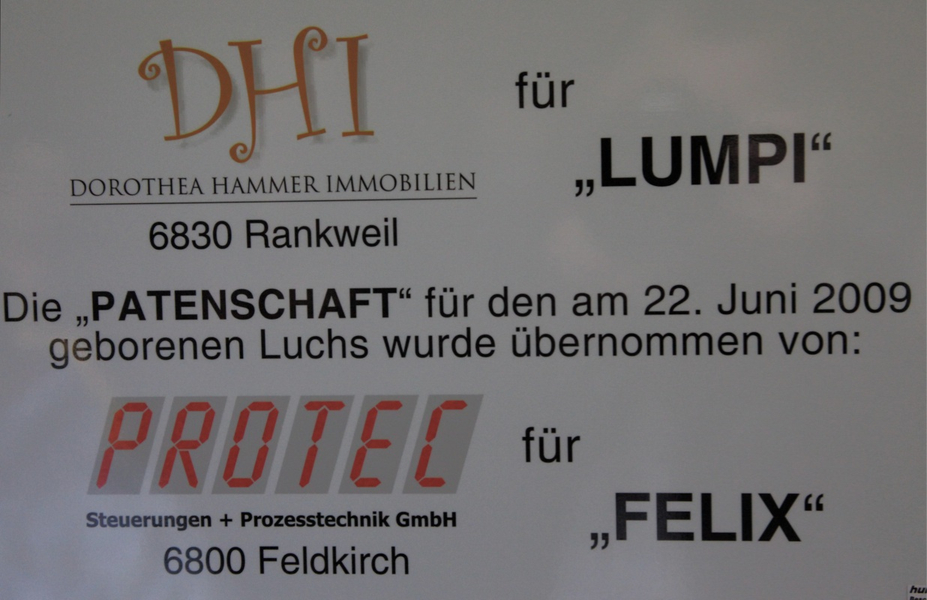 DHI
für
„LUMPI“
DOROTHEA HAMMER IMMOBILIEN
6830 Rankweil
Die „PATENSCHAFT“ für den am 22. Juni 2009
geborenen Luchs wurde übernommen von:
PROTEC
für
Steuerungen + Prozesstechnik GmbH
„FELIX“
6800 Feldkirch